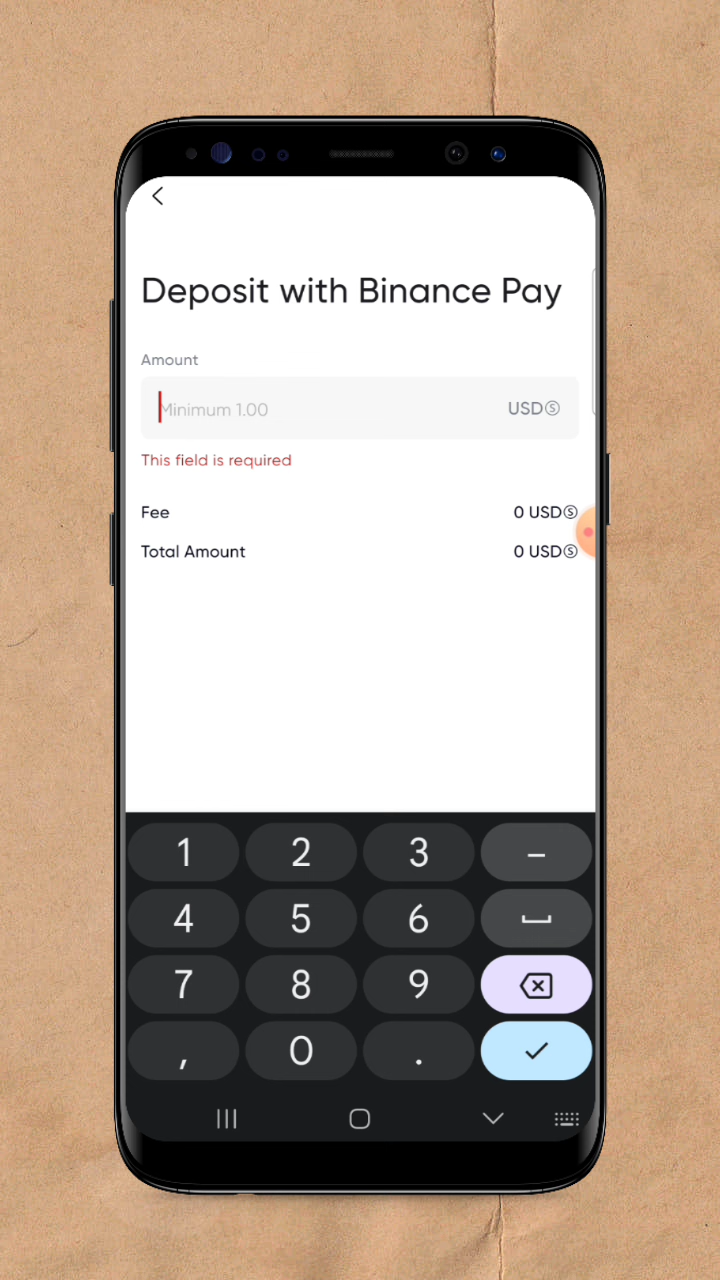 Deposit with Binance Pay
Amount
Minimum 1.00 USDⓈ
This field is required
Fee 0 USDⓈ
Total Amount 0 USDⓈ
1 2 3 –
4 5 6
7 8 9
, 0 .